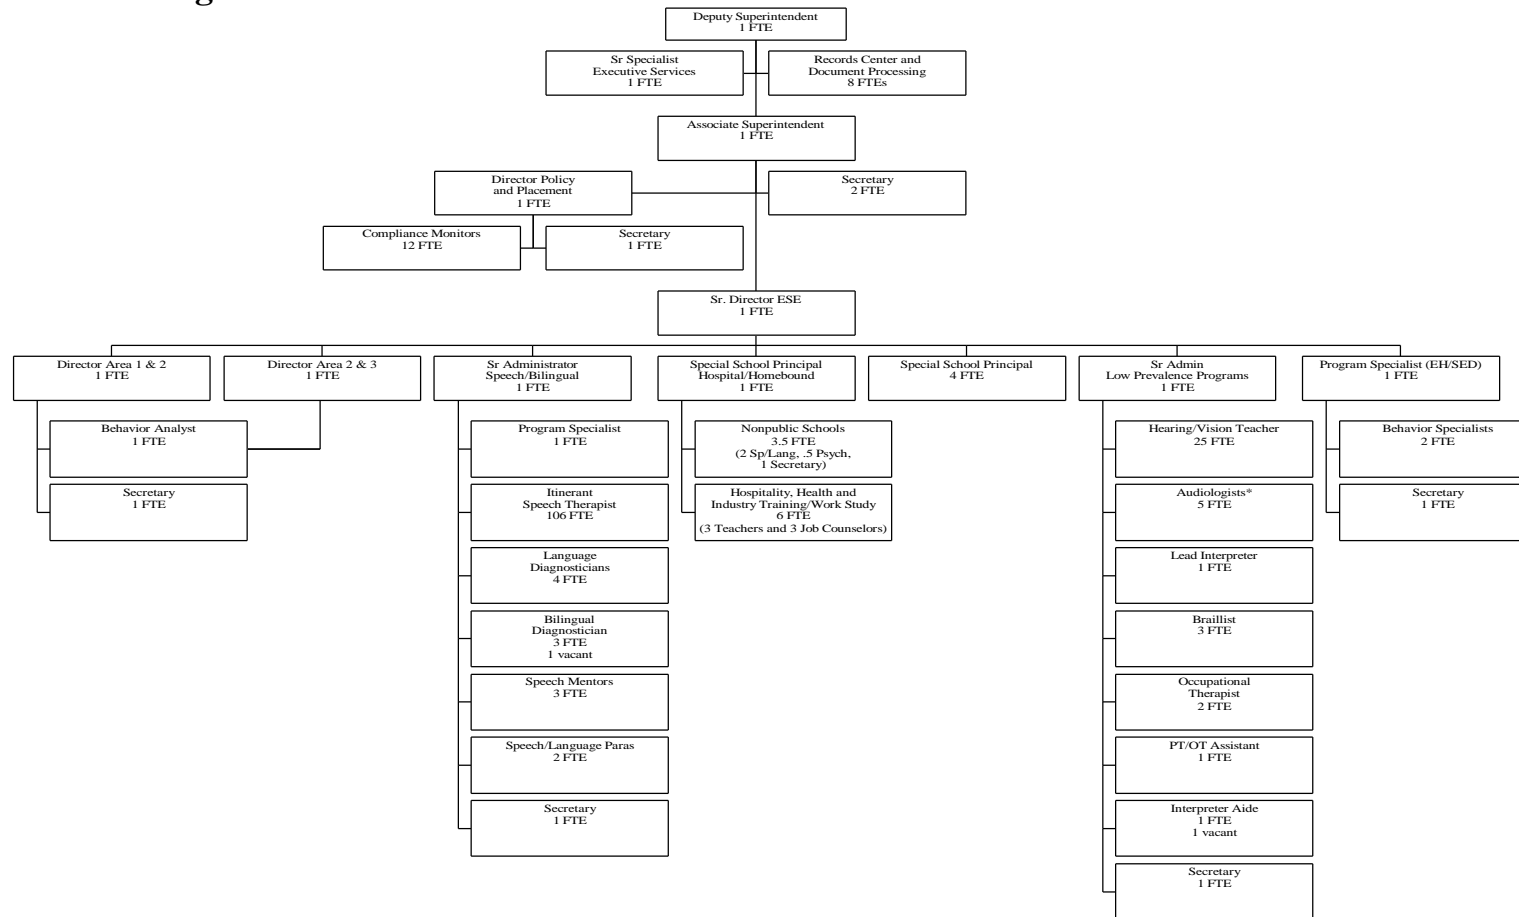 Deputy Superintendent
1 FTE
Sr Specialist
Executive Services
1 FTE
Records Center and
Document Processing
8 FTEs
Associate Superintendent
1 FTE
Director Policy
and Placement
1 FTE
Secretary
2 FTE
Compliance Monitors
12 FTE
Secretary
1 FTE
Sr. Director ESE
1 FTE
Director Area 1 & 2
1 FTE
Director Area 2 & 3
1 FTE
Sr Administrator
Speech/Bilingual
1 FTE
Special School Principal
Hospital/Homebound
1 FTE
Special School Principal
4 FTE
Sr Admin
Low Prevalence Programs
1 FTE
Program Specialist (EH/SED)
1 FTE
Behavior Analyst
1 FTE
Secretary
1 FTE
Program Specialist
1 FTE
Itinerant
Speech Therapist
106 FTE
Language
Diagnosticians
4 FTE
Bilingual
Diagnostician
3 FTE
1 vacant
Speech Mentors
3 FTE
Speech/Language Paras
2 FTE
Secretary
1 FTE
Nonpublic Schools
3.5 FTE
(2 Sp/Lang, .5 Psych,
1 Secretary)
Hospitality, Health and
Industry Training/Work Study
6 FTE
(3 Teachers and 3 Job Counselors)
Hearing/Vision Teacher
25 FTE
Audiologists*
5 FTE
Lead Interpreter
1 FTE
Braillist
3 FTE
Occupational
Therapist
2 FTE
PT/OT Assistant
1 FTE
Interpreter Aide
1 FTE
1 vacant
Secretary
1 FTE
Behavior Specialists
2 FTE
Secretary
1 FTE